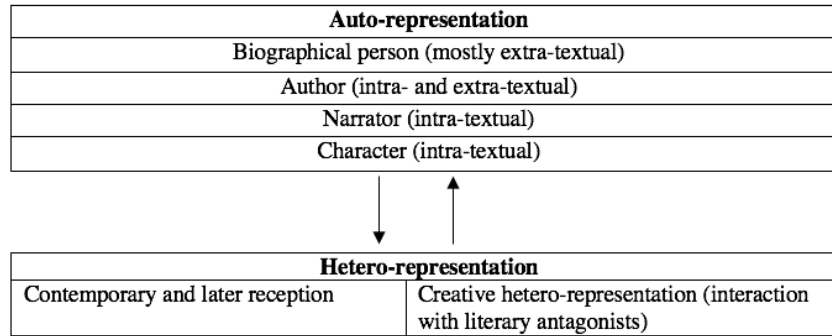 Auto-representation
Biographical person (mostly extra-textual)
Author (intra- and extra-textual)
Narrator (intra-textual)
Character (intra-textual)
Hetero-representation
Contemporary and later reception
Creative hetero-representation (interaction
with literary antagonists)